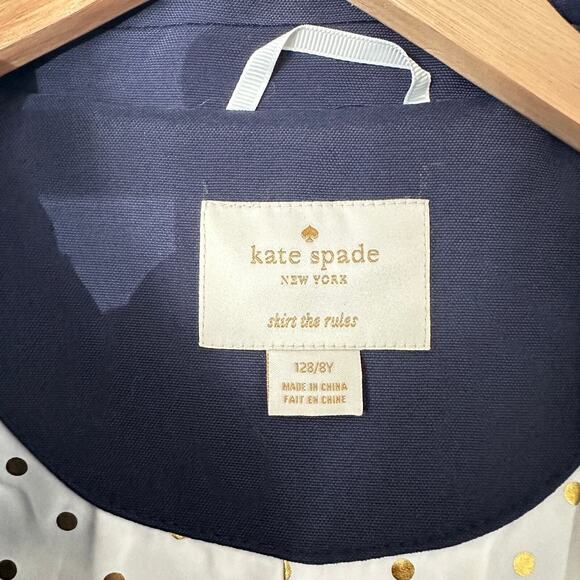 kate spade
NEW YORK
skirt the rules
128/8Y
MADE IN CHINA
FAIT EN CHINE